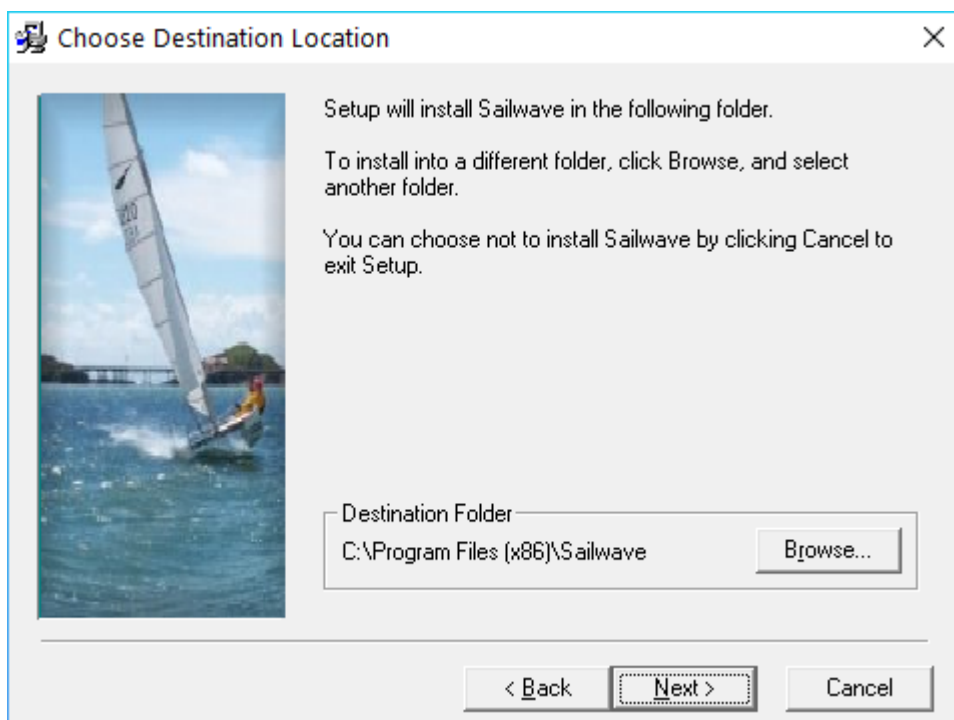 Choose Destination Location
Setup will install Sailwave in the following folder.
To install into a different folder, click Browse, and select
another folder.
You can choose not to install Sailwave by clicking Cancel to
exit Setup.
Destination Folder
C:\Program Files (x86)\Sailwave
Browse...
< Back
Next >
Cancel